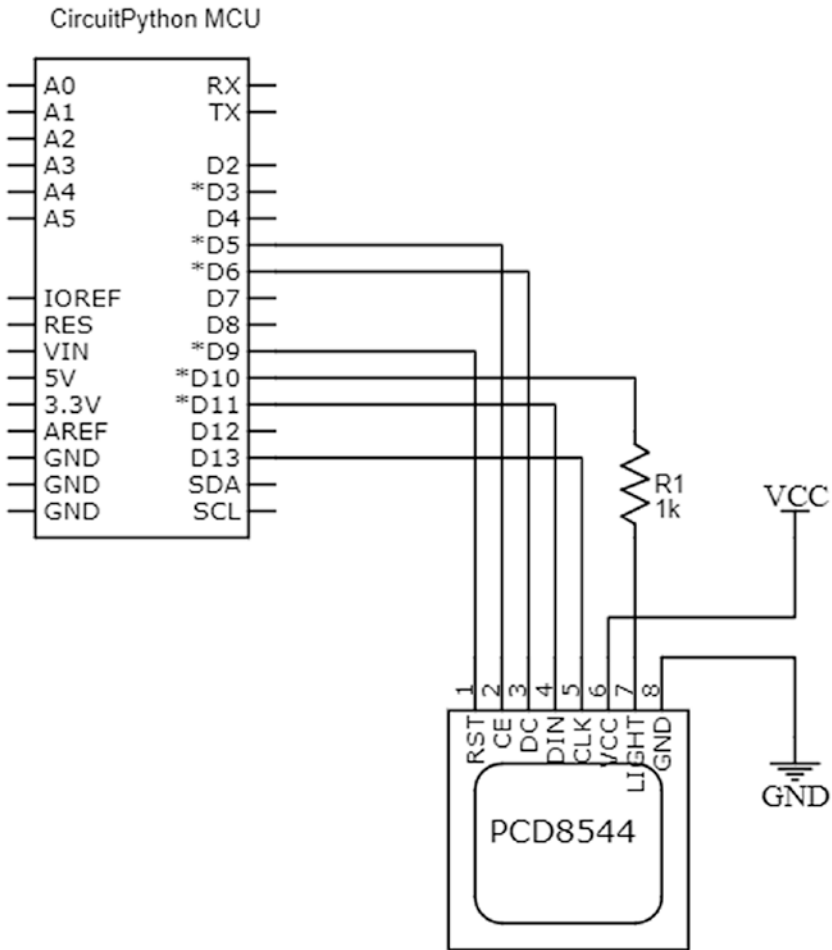 CircuitPython MCU
A0 RX
A1 TX
A2
A3 D2
A4 *D3
A5 D4
*D5
*D6
IOREF D7
RES D8
VIN *D9
5V *D10
3.3V *D11
AREF D12
GND D13
GND SDA
GND SCL
R1
1k
VCC
1 2 3 4 5 6 7 8
RST CE DC DIN CLK VCC LIGHT GND
GND
PCD8544